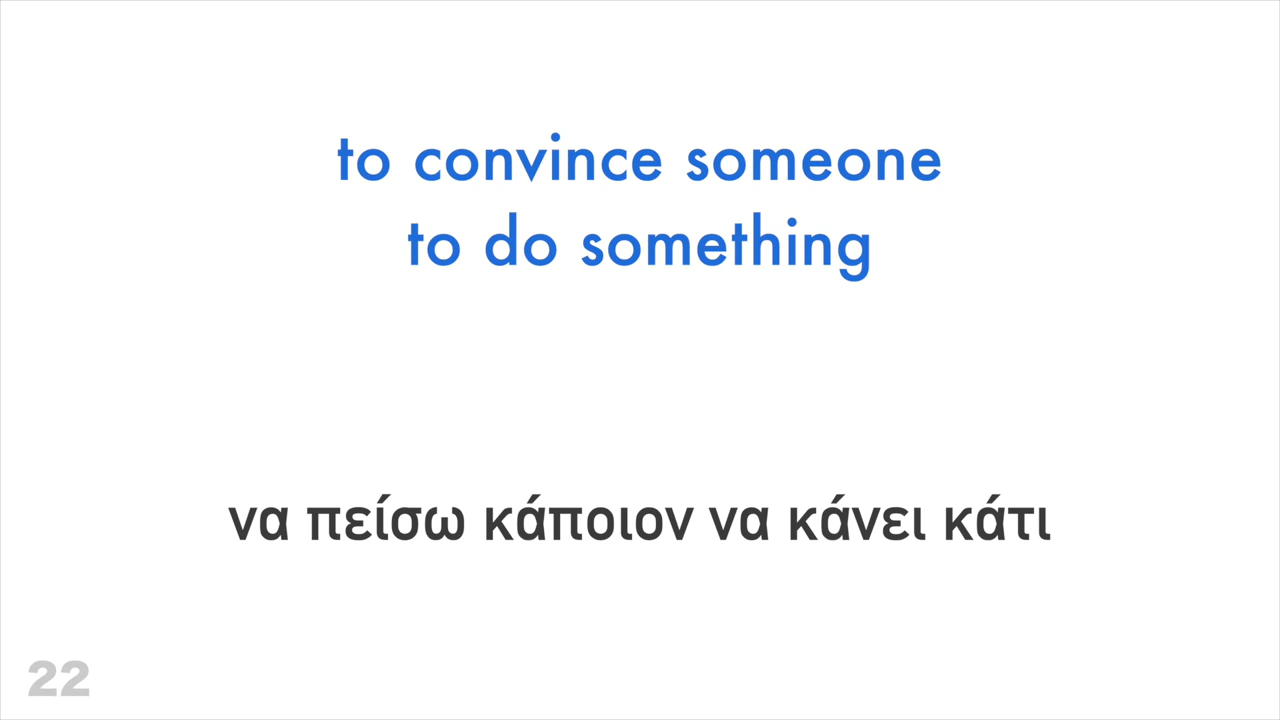 to convince someone
to do something
να πείσω κάποιον να κάνει κάτι
22